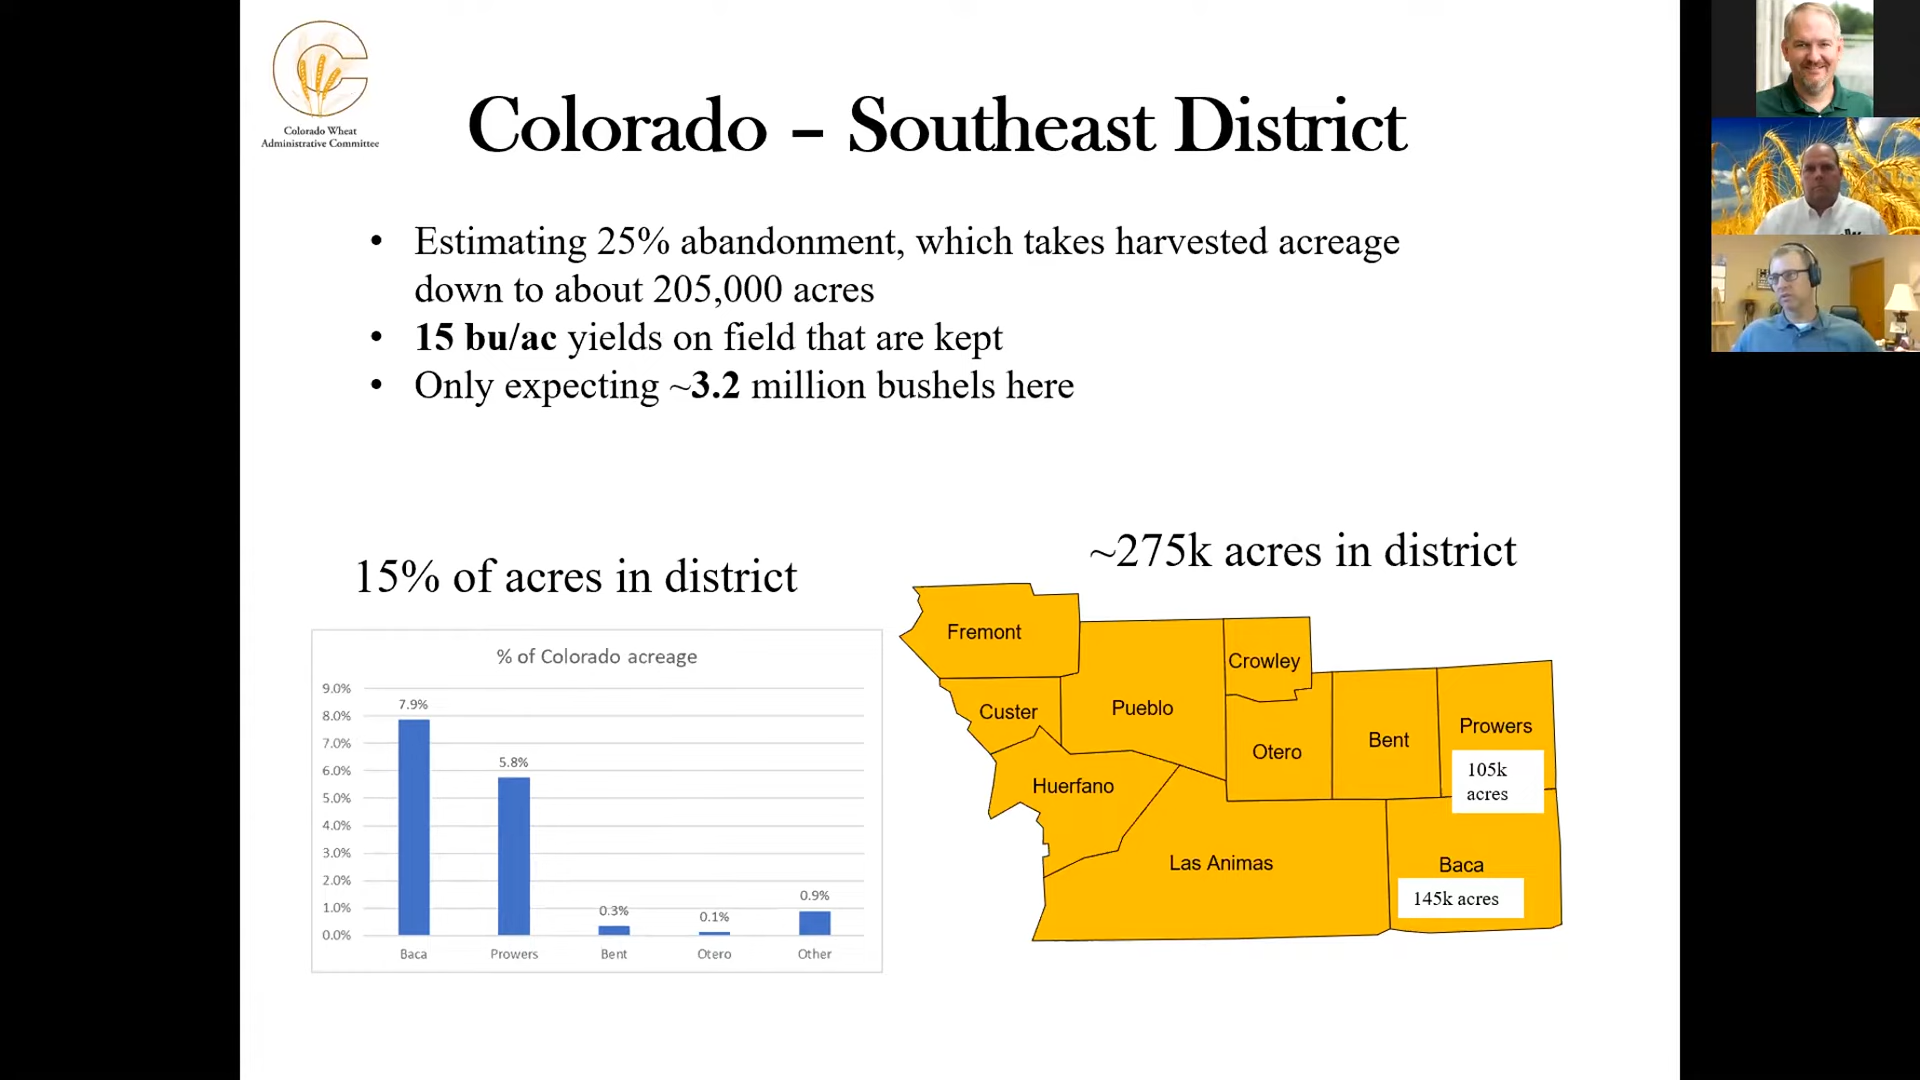 Colorado Wheat
Administrative Committee
Colorado – Southeast District
• Estimating 25% abandonment, which takes harvested acreage
down to about 205,000 acres
• 15 bu/ac yields on field that are kept
• Only expecting ~3.2 million bushels here
15% of acres in district
~275k acres in district
% of Colorado acreage
9.0%
8.0%
7.0%
6.0%
5.0%
4.0%
3.0%
2.0%
1.0%
0.0%
7.9%
5.8%
0.3%
0.1%
0.9%
Baca
Prowers
Bent
Otero
Other
Fremont
Crowley
Custer
Pueblo
Otero
Bent
Prowers
105k
acres
Huerfano
Las Animas
Baca
145k acres